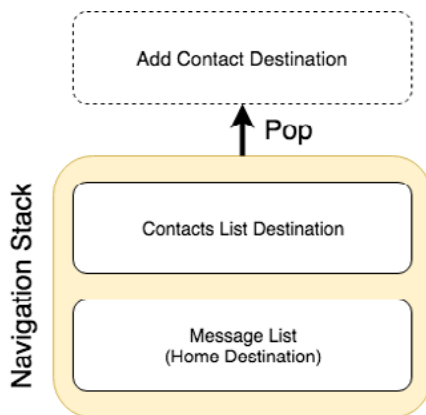 Add Contact Destination
Pop
Navigation Stack
Contacts List Destination
Message List
(Home Destination)